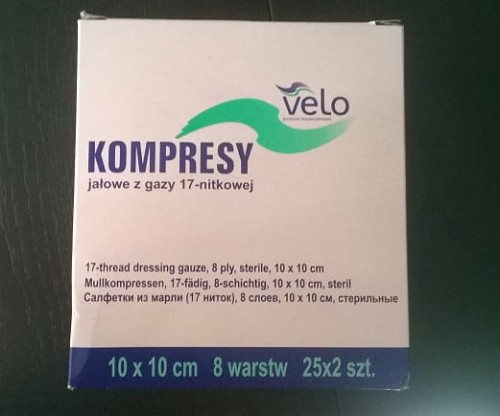 velo
KOMPRESY
jałowe z gazy 17-nitkowej
17-thread dressing gauze, 8 ply, sterile, 10 x 10 cm
Mullkompressen, 17-fädig, 8-schichtig, 10 x 10 cm, steril
Салфетки из марли (17 ниток), 8 слоев, 10 x 10 см, стерильные
10 x 10 cm 8 warstw 25x2 szt.